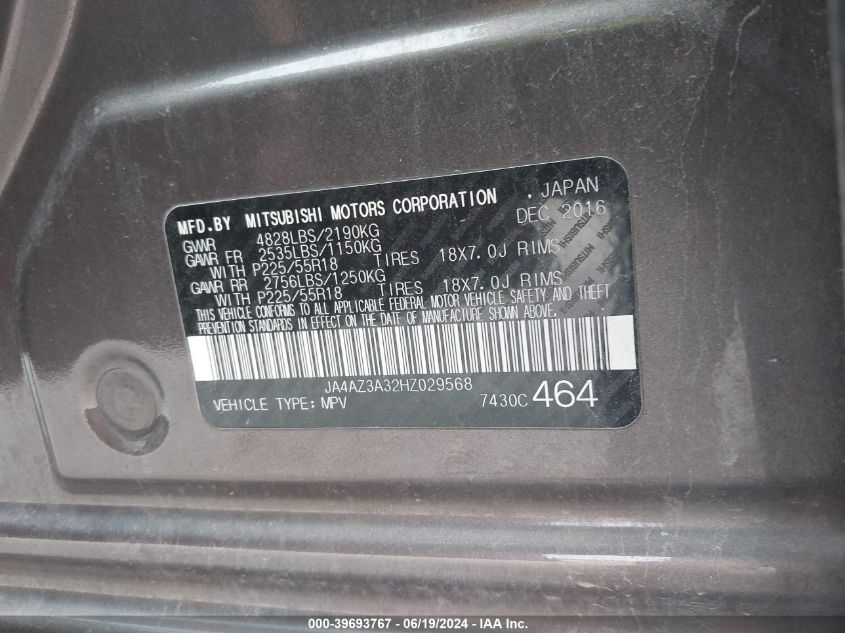 MFD.BY MITSUBISHI MOTORS CORPORATION , JAPAN
GVWR 4828LBS/2190KG DEC 2016
GAWR FR 2535LBS/1150KG
WITH P225/55R18 TIRES 18X7.0J RIMS
GAWR RR 2756LBS/1250KG
WITH P225/55R18 TIRES 18X7.0J RIMS
THIS VEHICLE CONFORMS TO ALL APPLICABLE FEDERAL MOTOR VEHICLE SAFETY AND THEFT
PREVENTION STANDARDS IN EFFECT ON THE DATE OF MANUFACTURE SHOWN ABOVE.
JA4AZ3A32HZ029568
VEHICLE TYPE: MPV 7430C 464
MITSUBISHI
000-39693767 - 06/19/2024 - IAA Inc.